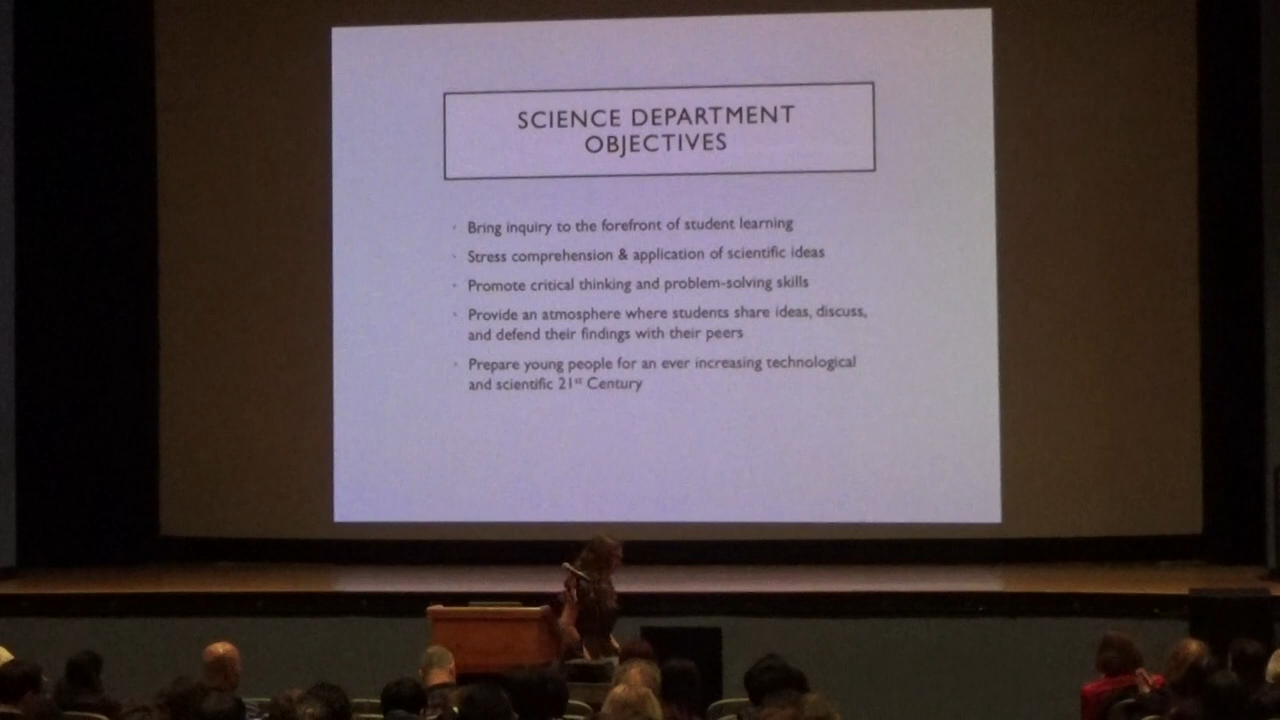 SCIENCE DEPARTMENT
OBJECTIVES
Bring inquiry to the forefront of student learning
Stress comprehension & application of scientific ideas
Promote critical thinking and problem-solving skills
Provide an atmosphere where students share ideas, discuss,
and defend their findings with their peers
Prepare young people for an ever increasing technological
and scientific 21st Century